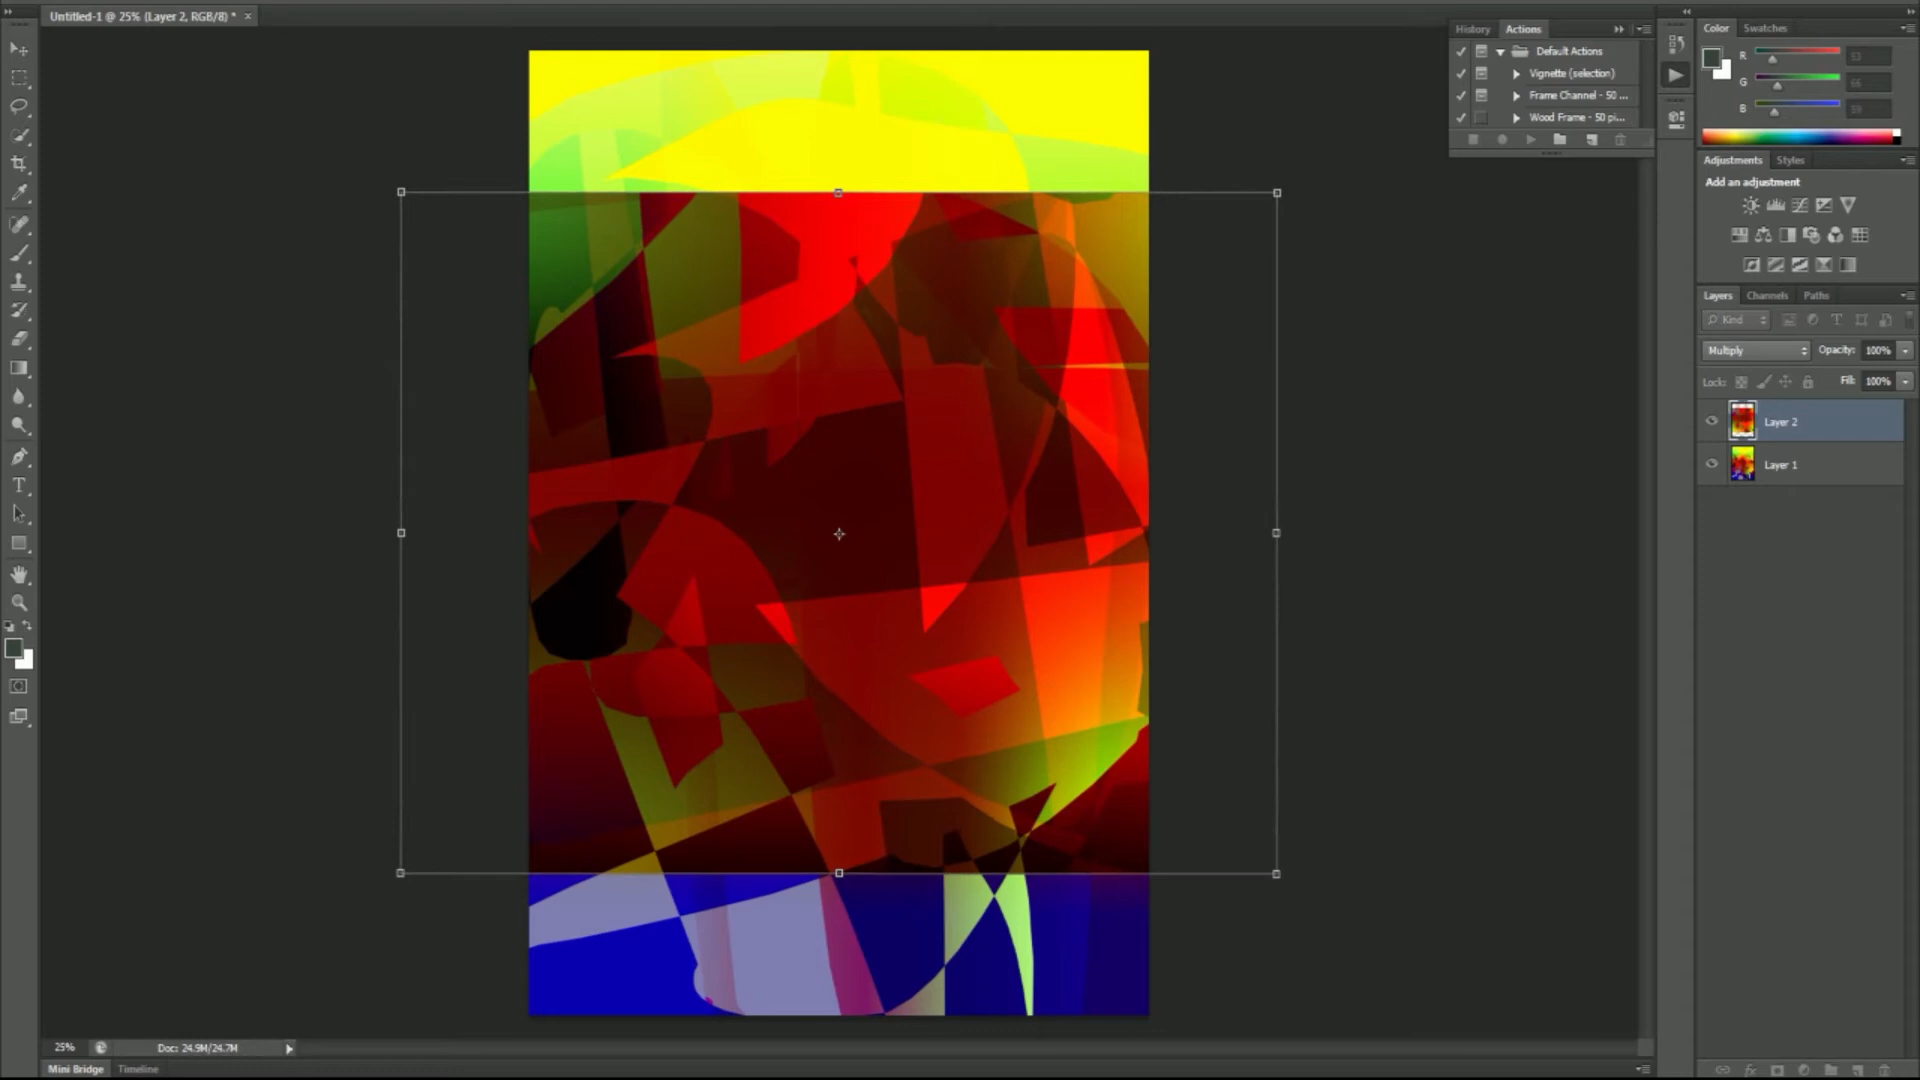 Untitled-1 @ 25% (Layer 2, RGB/8) * ×
History Actions
Default Actions
Vignette (selection)
Frame Channel - 50 ...
Wood Frame - 50 pi...
Color Swatches
R
G
B
Adjustments Styles
Add an adjustment
Layers Channels Paths
Kind
Multiply Opacity: 100%
Lock: Fill: 100%
Layer 2
Layer 1
25% Doc: 24.9M/24.7M
Mini Bridge Timeline